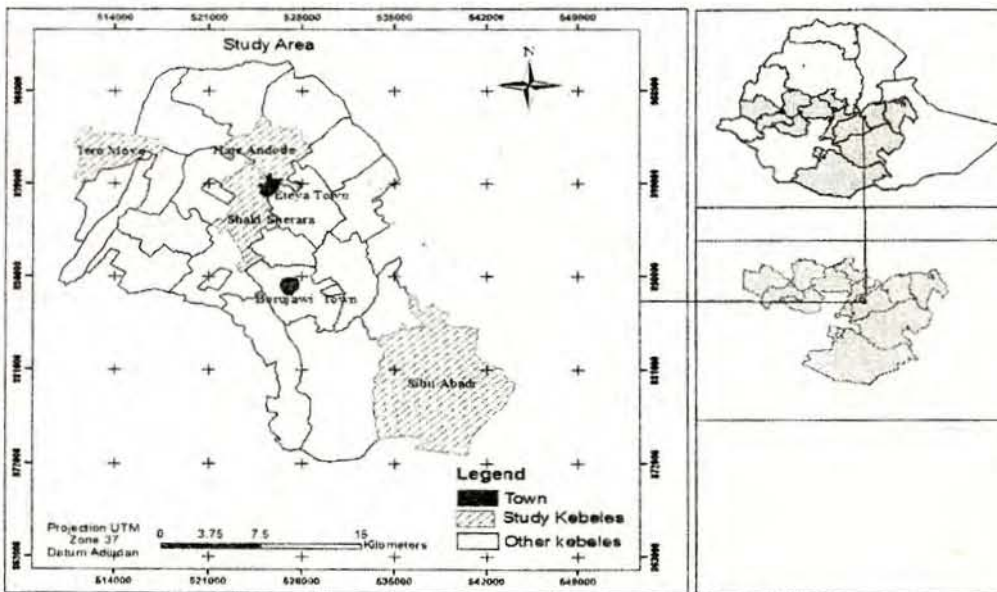 514000 521000 528000 535000 542000 549000
Study Area
N
Tero Moye
Hate Andode
Eteya Town
Shaki Sherara
Burujawi Town
Sibu Abadi
Legend
Town
Study Kebeles
Other kebeles
Projection UTM
Zone 37
Datum Adindan
0 3.75 7.5 15
Kilometers
514000 521000 528000 535000 542000 549000